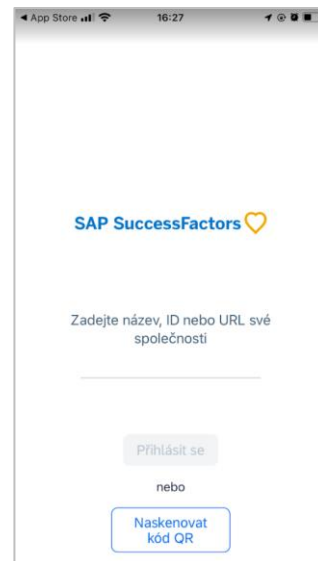 App Store 16:27
SAP SuccessFactors
Zadejte název, ID nebo URL své
společnosti
Přihlásit se
nebo
Naskenovat
kód QR